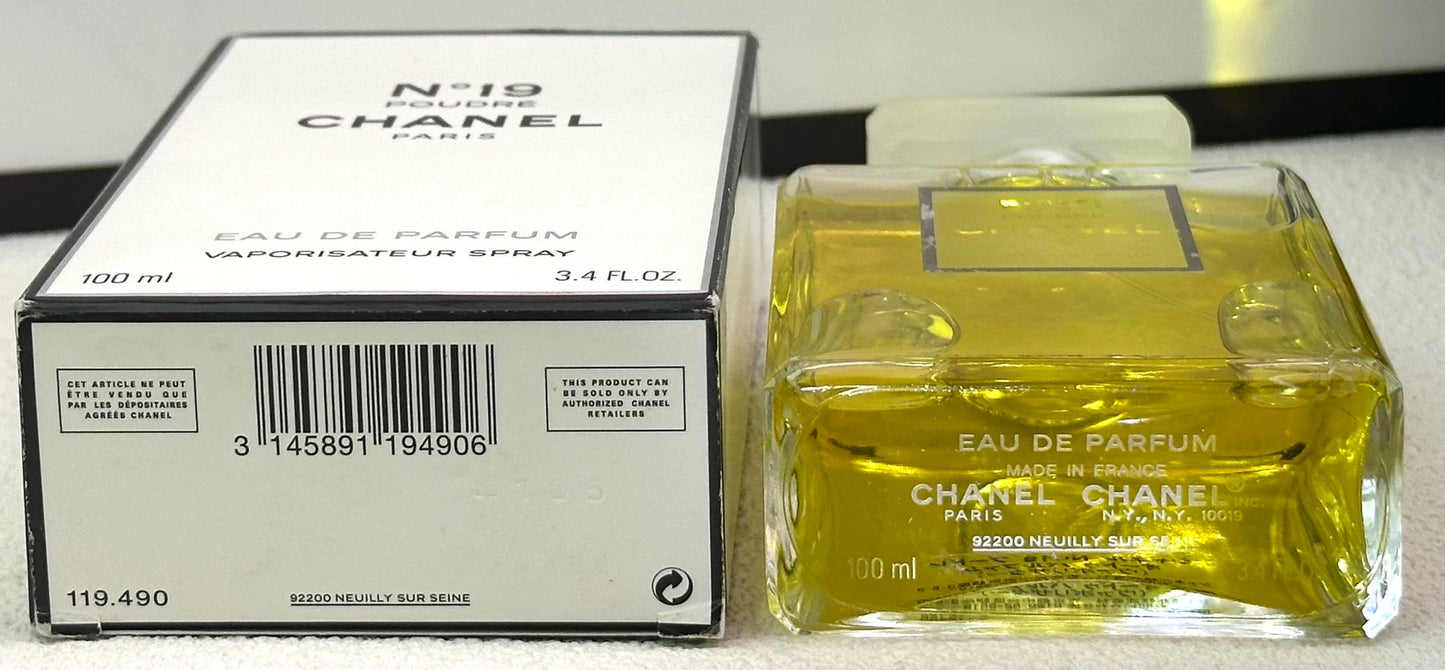 N°19
POUDRÉ
CHANEL
PARIS
EAU DE PARFUM
VAPORISATEUR SPRAY
100 ml
3.4 FL.OZ.
CET ARTICLE NE PEUT
ÊTRE VENDU QUE
PAR LES DÉPOSITAIRES
AGRÉÉS CHANEL
3 145891 194906
THIS PRODUCT CAN
BE SOLD ONLY BY
AUTHORIZED CHANEL
RETAILERS
119.490
92200 NEUILLY SUR SEINE
EAU DE PARFUM
MADE IN FRANCE
CHANEL CHANEL® INC.
PARIS N.Y., N.Y. 10019
92200 NEUILLY SUR SEINE
100 ml